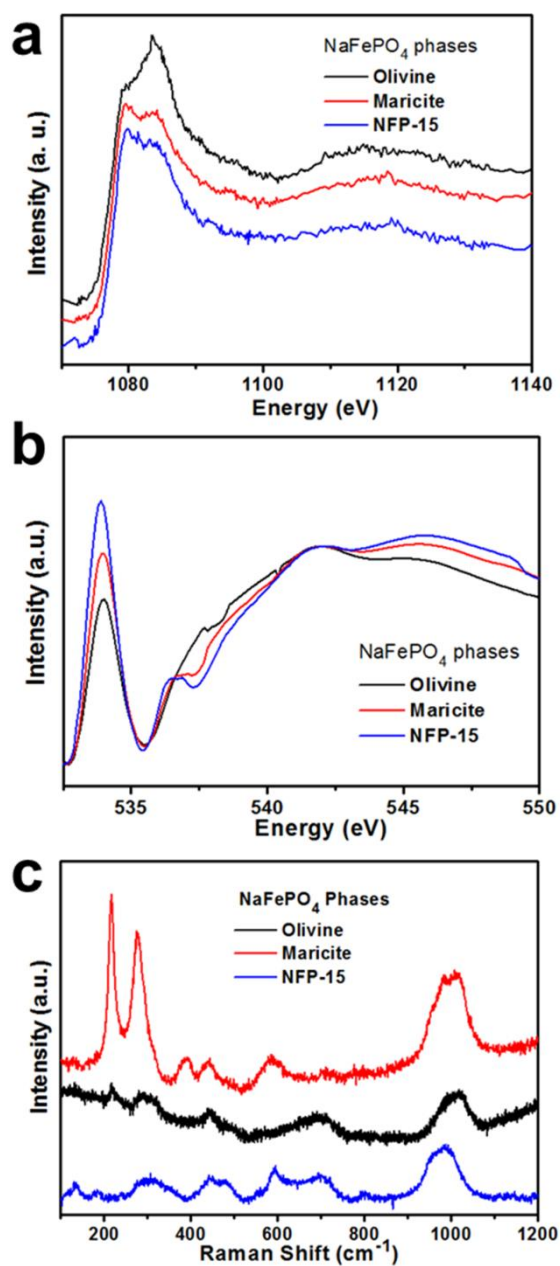 a
NaFePO₄ phases
Olivine
Maricite
NFP-15
Intensity (a. u.)
1080 1100 1120 1140
Energy (eV)
b
NaFePO₄ phases
Olivine
Maricite
NFP-15
Intensity (a.u.)
535 540 545 550
Energy (eV)
c
NaFePO₄ Phases
Olivine
Maricite
NFP-15
Intensity (a.u.)
200 400 600 800 1000 1200
Raman Shift (cm⁻¹)